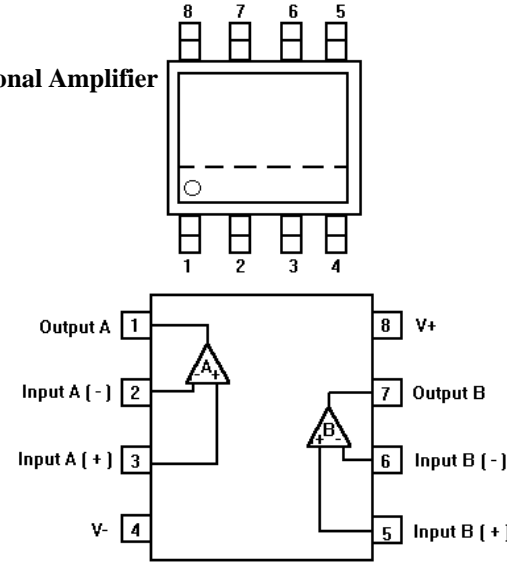 8 7 6 5
onal Amplifier
1 2 3 4
Output A 1
8 V+
A
- +
Input A ( - ) 2
7 Output B
B
+ -
Input A ( + ) 3
6 Input B ( - )
V- 4
5 Input B ( + )